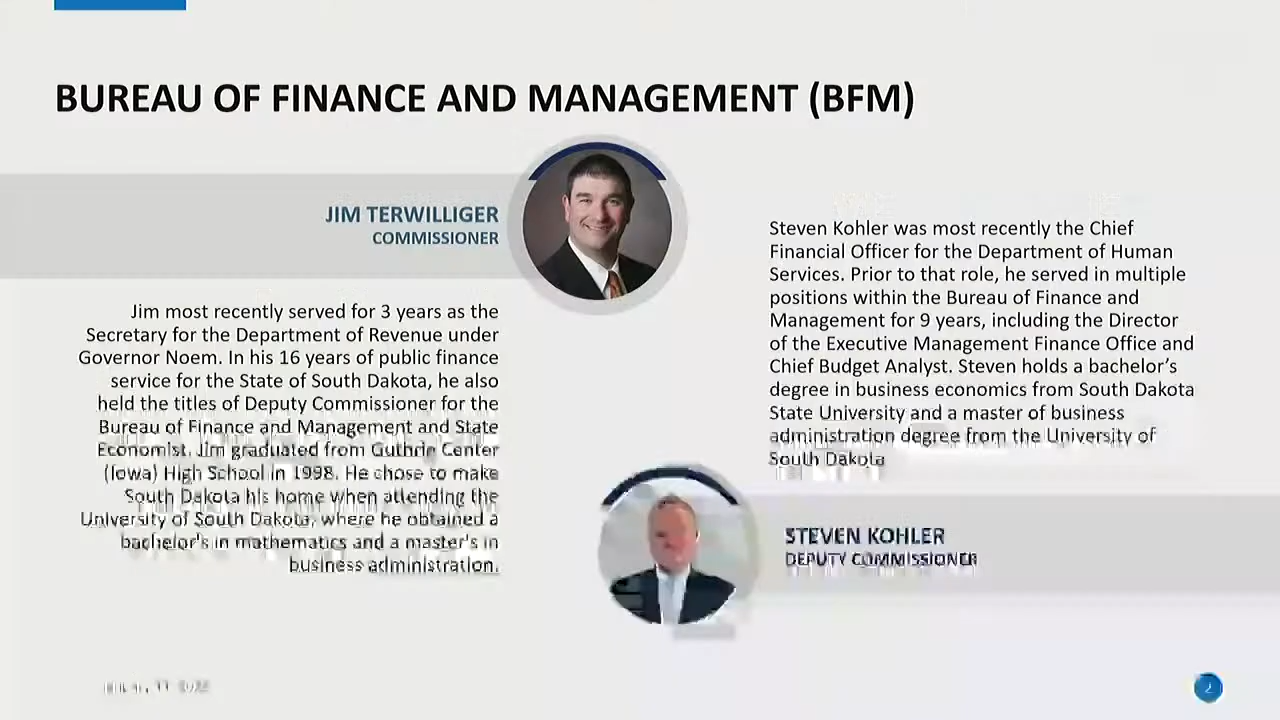 BUREAU OF FINANCE AND MANAGEMENT (BFM)
JIM TERWILLIGER
COMMISSIONER
Jim most recently served for 3 years as the
Secretary for the Department of Revenue under
Governor Noem. In his 16 years of public finance
service for the State of South Dakota, he also
held the titles of Deputy Commissioner for the
Bureau of Finance and Management and State
Economist. Jim graduated from Guthrie Center
(Iowa) High School in 1998. He chose to make
South Dakota his home when attending the
University of South Dakota, where he obtained a
bachelor's in mathematics and a master's in
business administration.
Steven Kohler was most recently the Chief
Financial Officer for the Department of Human
Services. Prior to that role, he served in multiple
positions within the Bureau of Finance and
Management for 9 years, including the Director
of the Executive Management Finance Office and
Chief Budget Analyst. Steven holds a bachelor’s
degree in business economics from South Dakota
State University and a master of business
administration degree from the University of
South Dakota
STEVEN KOHLER
DEPUTY COMMISSIONER
2